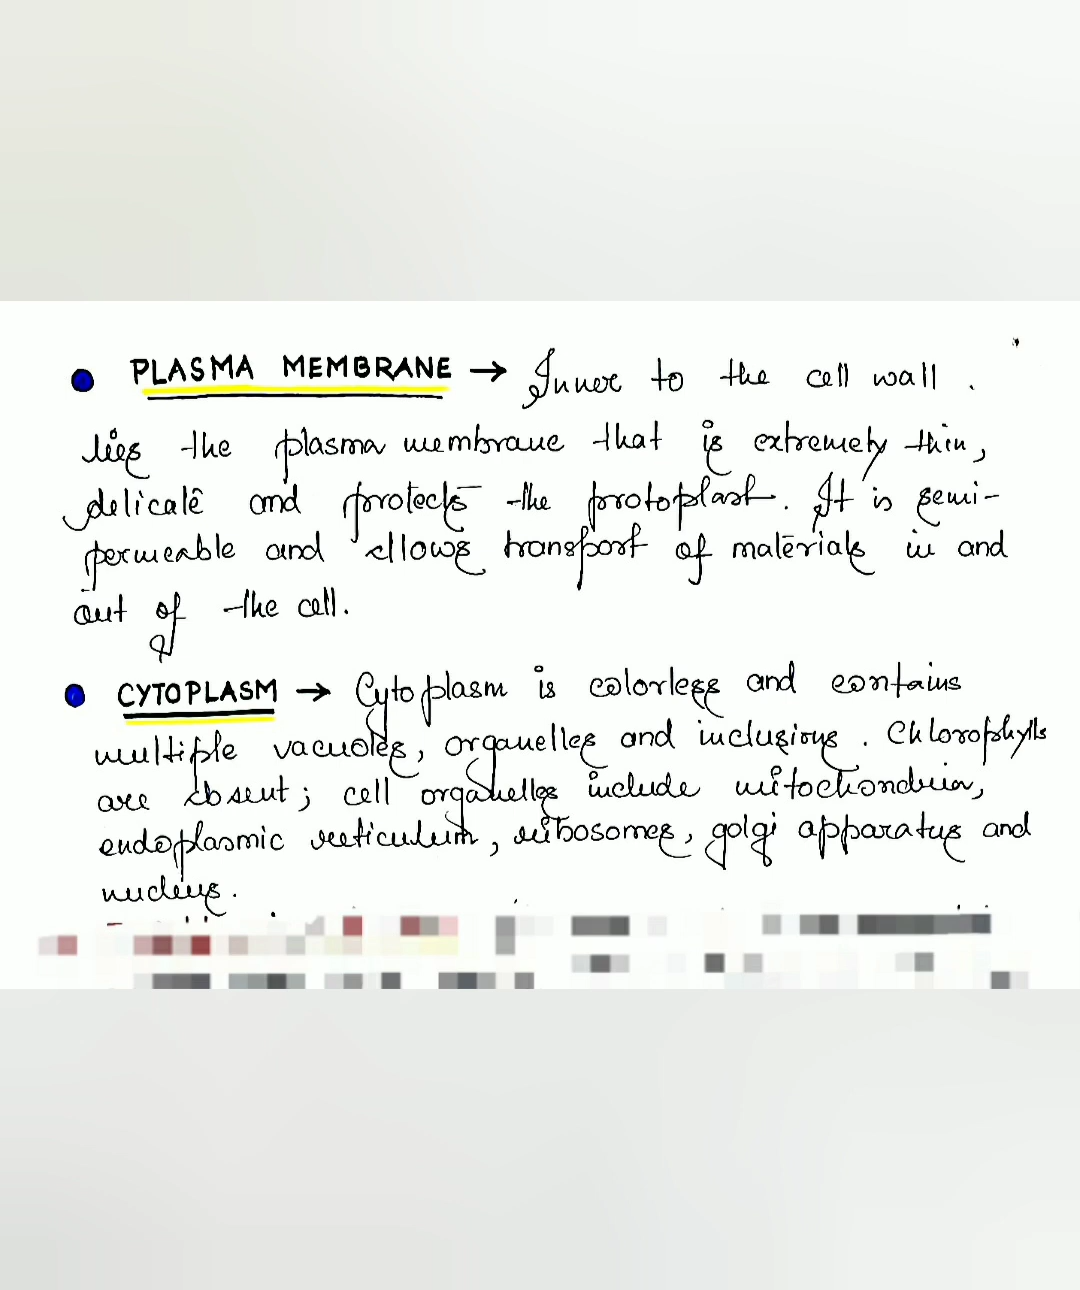 PLASMA MEMBRANE → Inner to the cell wall.
lies the plasma membrane that is extremely thin,
delicate and protects the protoplast. It is semi-
permeable and allows transport of materials in and
out of the cell.
CYTOPLASM → Cytoplasm is colorless and contains
multiple vacuoles, organelles and inclusions. Chlorophylls
are absent; cell organelles include mitochondria,
endoplasmic reticulum, ribosomes, golgi apparatus and
nucleus.